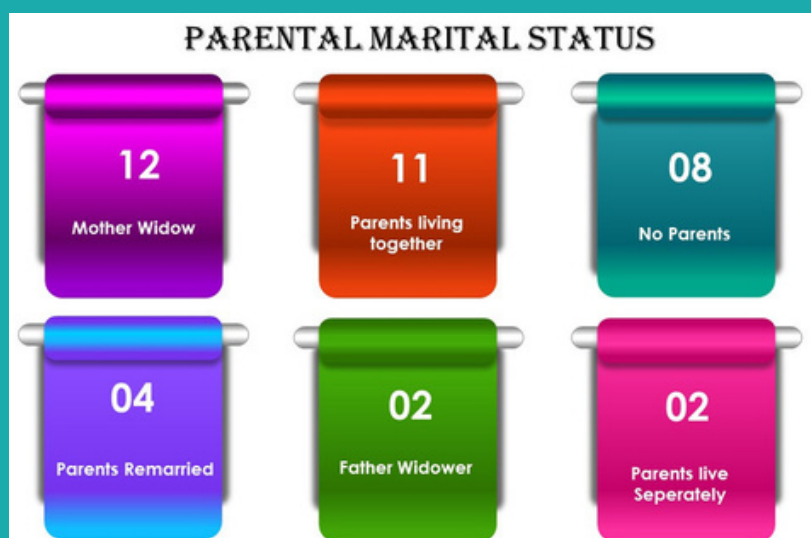 PARENTAL MARITAL STATUS
12
Mother Widow
11
Parents living
together
08
No Parents
04
Parents Remarried
02
Father Widower
02
Parents live
Seperately